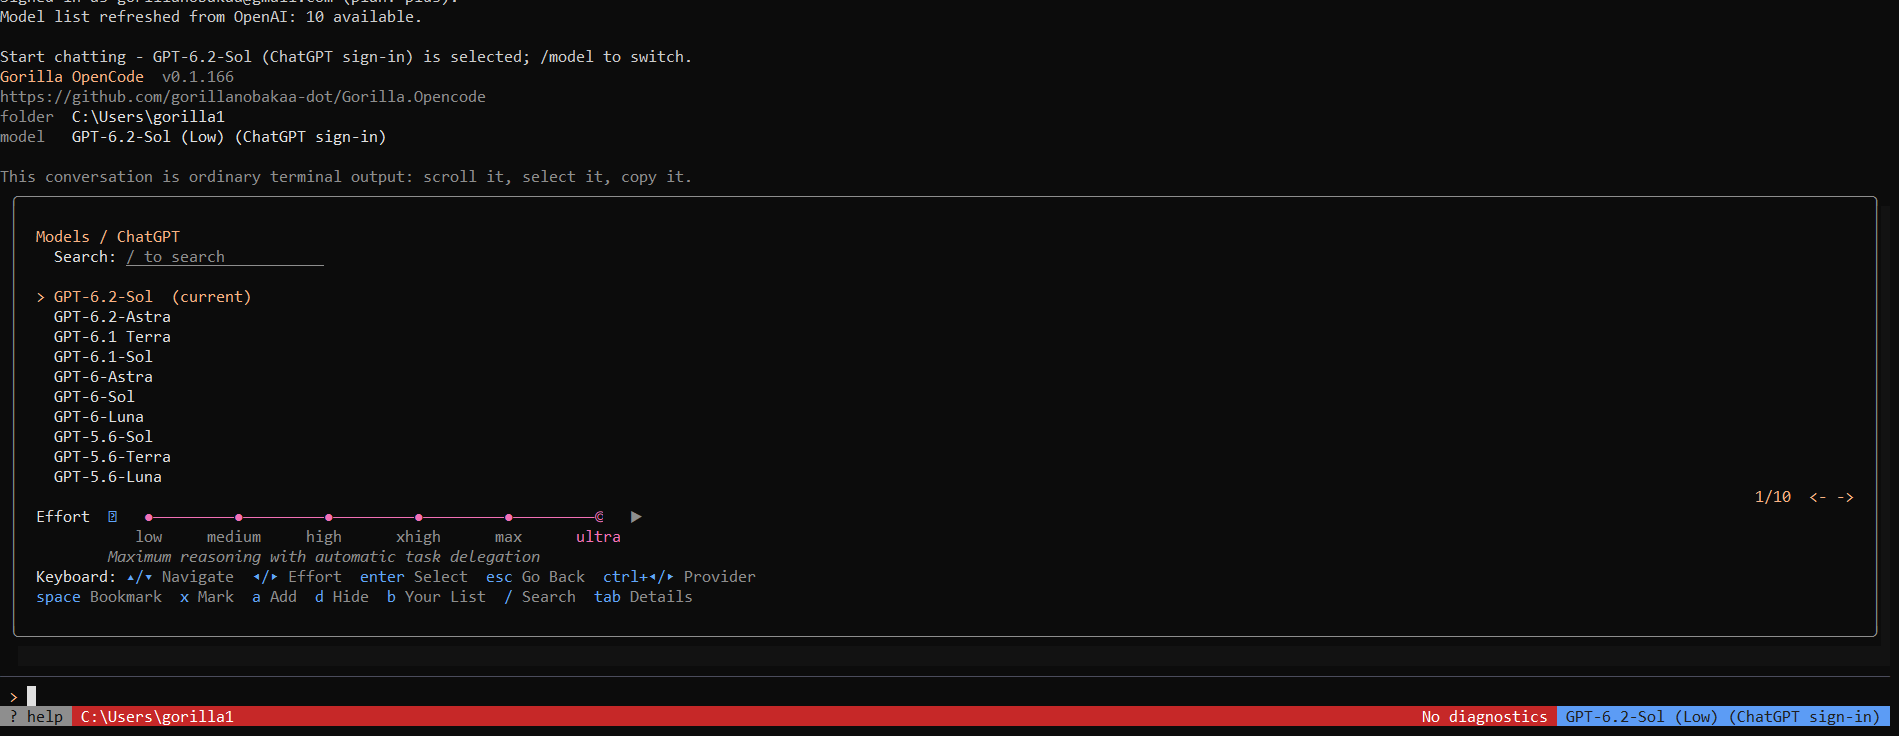 Model list refreshed from OpenAI: 10 available.
Start chatting - GPT-6.2-Sol (ChatGPT sign-in) is selected; /model to switch.
Gorilla OpenCode v0.1.166
https://github.com/gorillanobakaa-dot/Gorilla.Opencode
folder C:\Users\gorilla1
model GPT-6.2-Sol (Low) (ChatGPT sign-in)
This conversation is ordinary terminal output: scroll it, select it, copy it.
Models / ChatGPT
Search: / to search
> GPT-6.2-Sol (current)
GPT-6.2-Astra
GPT-6.1 Terra
GPT-6.1-Sol
GPT-6-Astra
GPT-6-Sol
GPT-6-Luna
GPT-5.6-Sol
GPT-5.6-Terra
GPT-5.6-Luna
1/10 <- ->
Effort
low medium high xhigh max ultra
Maximum reasoning with automatic task delegation
Keyboard: ▴/▾ Navigate ◂/▸ Effort enter Select esc Go Back ctrl+◂/▸ Provider
space Bookmark x Mark a Add d Hide b Your List / Search tab Details
>
? help C:\Users\gorilla1 No diagnostics GPT-6.2-Sol (Low) (ChatGPT sign-in)